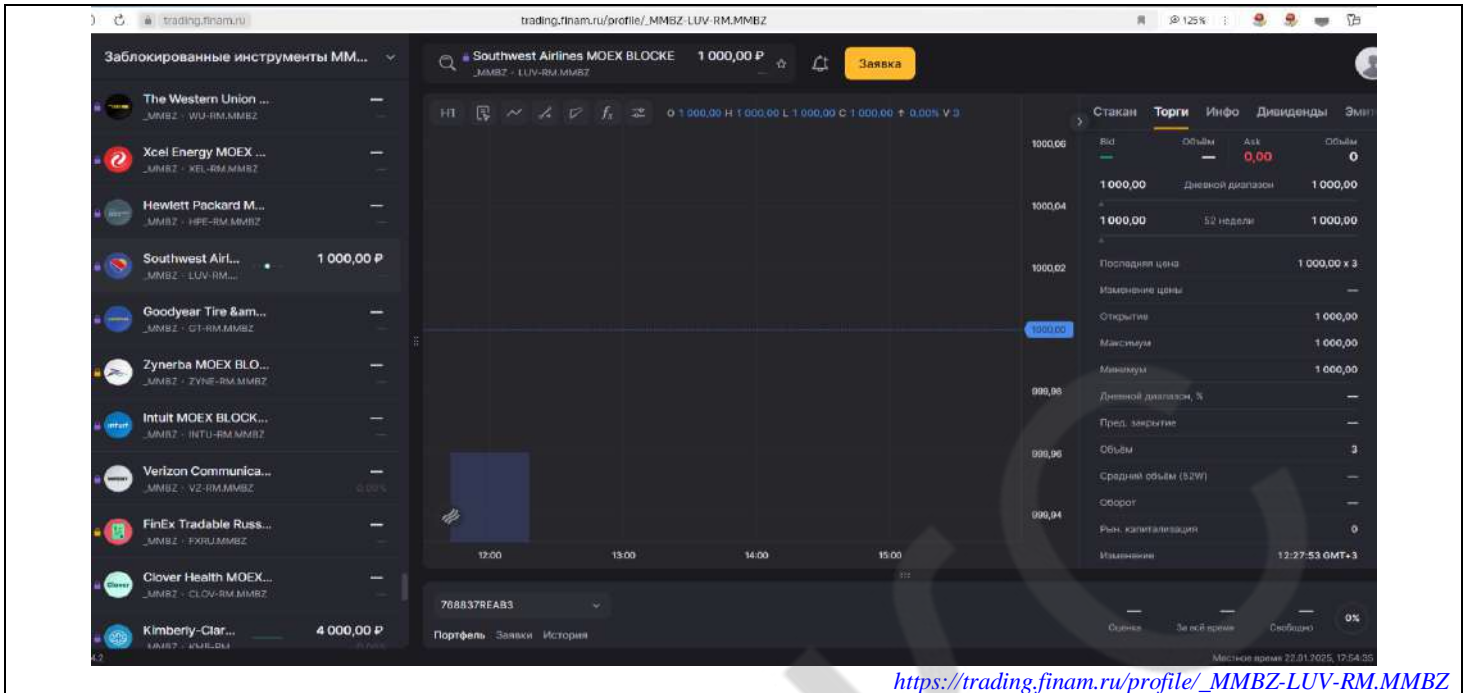 trading.finam.ru
trading.finam.ru/profile/_MMBZ-LUV-RM.MMBZ
125%
Заблокированные инструменты MM...
Southwest Airlines MOEX BLOCKE 1 000,00 ₽
_MMBZ · LUV-RM.MMBZ
Заявка
The Western Union ... —
_MMBZ · WU-RM.MMBZ —
Xcel Energy MOEX ... —
_MMBZ · XEL-RM.MMBZ —
Hewlett Packard M... —
_MMBZ · HPE-RM.MMBZ —
Southwest Airl... 1 000,00 ₽
_MMBZ · LUV-RM.... —
Goodyear Tire &am... —
_MMBZ · GT-RM.MMBZ —
Zynerba MOEX BLO... —
_MMBZ · ZYNE-RM.MMBZ —
Intuit MOEX BLOCK... —
_MMBZ · INTU-RM.MMBZ —
Verizon Communica... —
_MMBZ · VZ-RM.MMBZ 0,00%
FinEx Tradable Russ... —
_MMBZ · FXRU.MMBZ —
Clover Health MOEX... —
_MMBZ · CLOV-RM.MMBZ —
Kimberly-Clar... 4 000,00 ₽
_MMBZ · KMB-RM
H1 fx O 1 000,00 H 1 000,00 L 1 000,00 C 1 000,00 ↑ 0,00% V 3
1000,06
1000,04
1000,02
1000,00
999,98
999,96
999,94
12:00 13:00 14:00 15:00
Стакан Торги Инфо Дивиденды Эми
Bid Объём Ask Объём
— — 0,00 0
1 000,00 Дневной диапазон 1 000,00
1 000,00 52 недели 1 000,00
Последняя цена 1 000,00 x 3
Изменение цены —
Открытие 1 000,00
Максимум 1 000,00
Минимум 1 000,00
Дневной диапазон, % —
Пред. закрытие —
Объём 3
Средний объём (52W) —
Оборот —
Рын. капитализация 0
Изменение 12:27:53 GMT+3
768837REAB3
Портфель Заявки История
— — — 0%
Оценка За всё время Свободно
4.2
Местное время 22.01.2025, 17:54:35
https://trading.finam.ru/profile/_MMBZ-LUV-RM.MMBZ